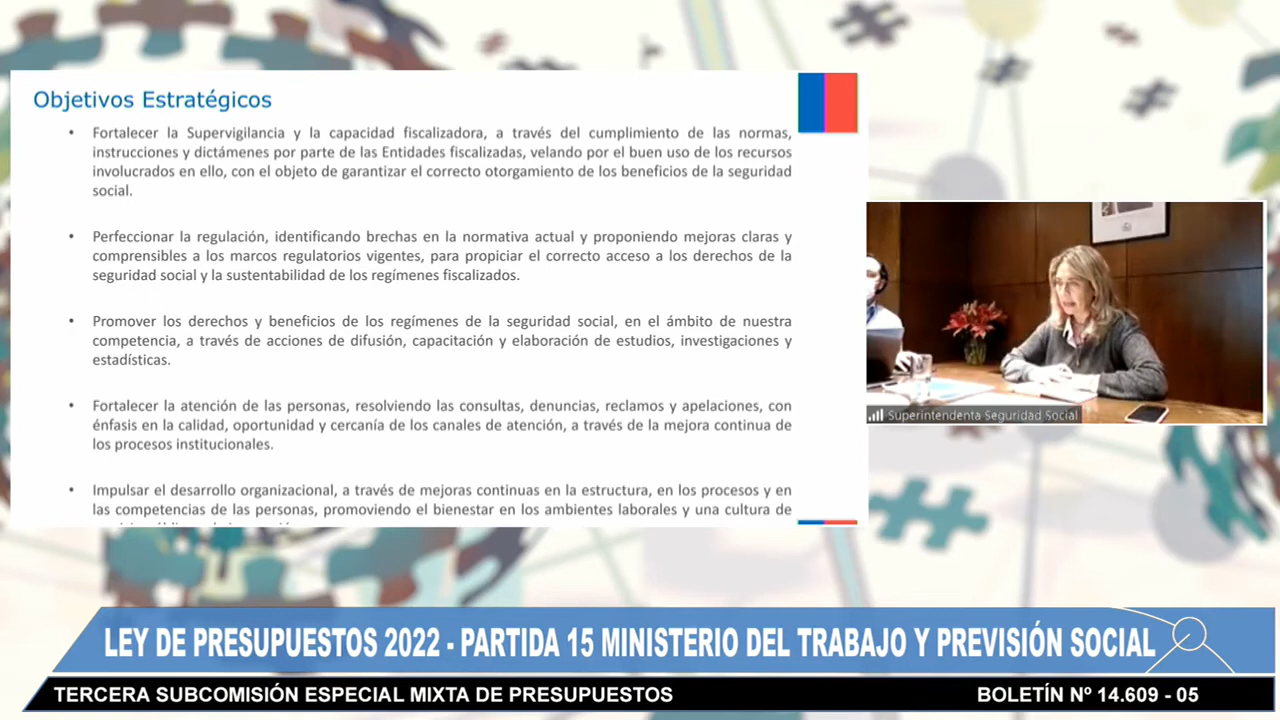 Objetivos Estratégicos
• Fortalecer la Supervigilancia y la capacidad fiscalizadora, a través del cumplimiento de las normas,
instrucciones y dictámenes por parte de las Entidades fiscalizadas, velando por el buen uso de los recursos
involucrados en ello, con el objeto de garantizar el correcto otorgamiento de los beneficios de la seguridad
social.
• Perfeccionar la regulación, identificando brechas en la normativa actual y proponiendo mejoras claras y
comprensibles a los marcos regulatorios vigentes, para propiciar el correcto acceso a los derechos de la
seguridad social y la sustentabilidad de los regímenes fiscalizados.
• Promover los derechos y beneficios de los regímenes de la seguridad social, en el ámbito de nuestra
competencia, a través de acciones de difusión, capacitación y elaboración de estudios, investigaciones y
estadísticas.
• Fortalecer la atención de las personas, resolviendo las consultas, denuncias, reclamos y apelaciones, con
énfasis en la calidad, oportunidad y cercanía de los canales de atención, a través de la mejora continua de
los procesos institucionales.
• Impulsar el desarrollo organizacional, a través de mejoras continuas en la estructura, en los procesos y en
las competencias de las personas, promoviendo el bienestar en los ambientes laborales y una cultura de
Superintendenta Seguridad Social
LEY DE PRESUPUESTOS 2022 - PARTIDA 15 MINISTERIO DEL TRABAJO Y PREVISIÓN SOCIAL
TERCERA SUBCOMISIÓN ESPECIAL MIXTA DE PRESUPUESTOS
BOLETÍN Nº 14.609 - 05